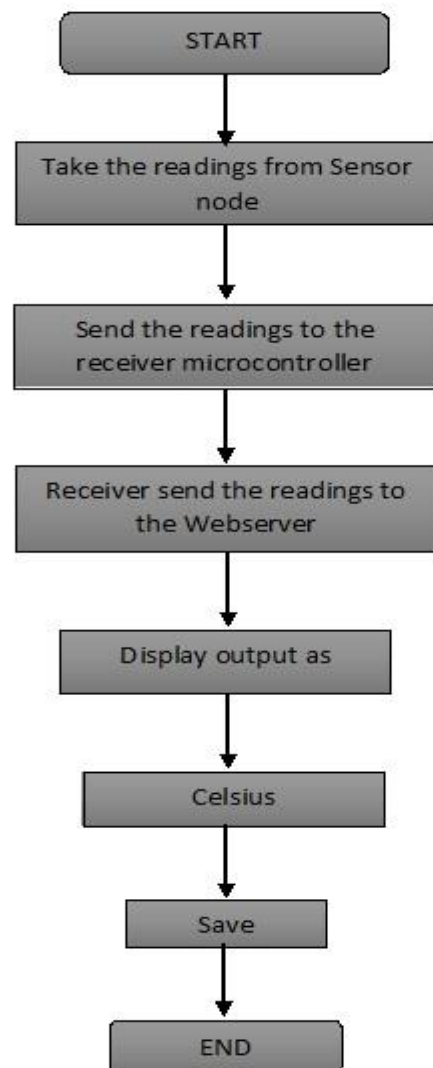 START
Take the readings from Sensor
node
Send the readings to the
receiver microcontroller
Receiver send the readings to
the Webserver
Display output as
Celsius
Save
END